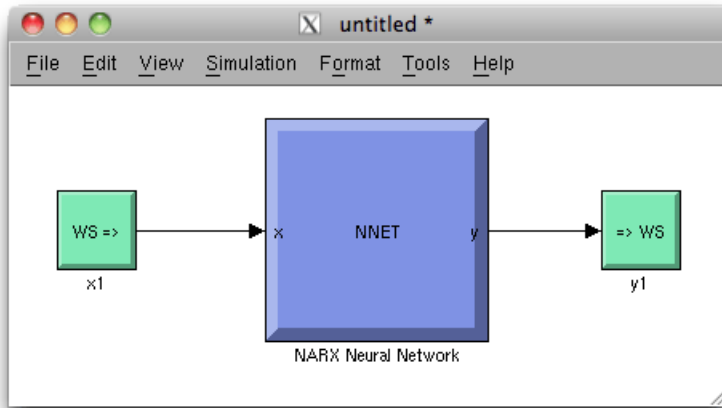 untitled *
File Edit View Simulation Format Tools Help
WS => x NNET y => WS
x1 y1
NARX Neural Network